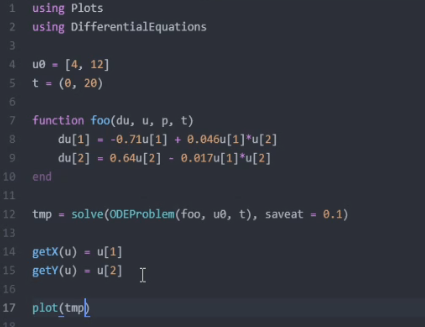 1 using Plots
2 using DifferentialEquations
3
4 u0 = [4, 12]
5 t = (0, 20)
6
7 function foo(du, u, p, t)
8 du[1] = -0.71u[1] + 0.046u[1]*u[2]
9 du[2] = 0.64u[2] - 0.017u[1]*u[2]
10 end
11
12 tmp = solve(ODEProblem(foo, u0, t), saveat = 0.1)
13
14 getX(u) = u[1]
15 getY(u) = u[2]
16
17 plot(tmp)
18